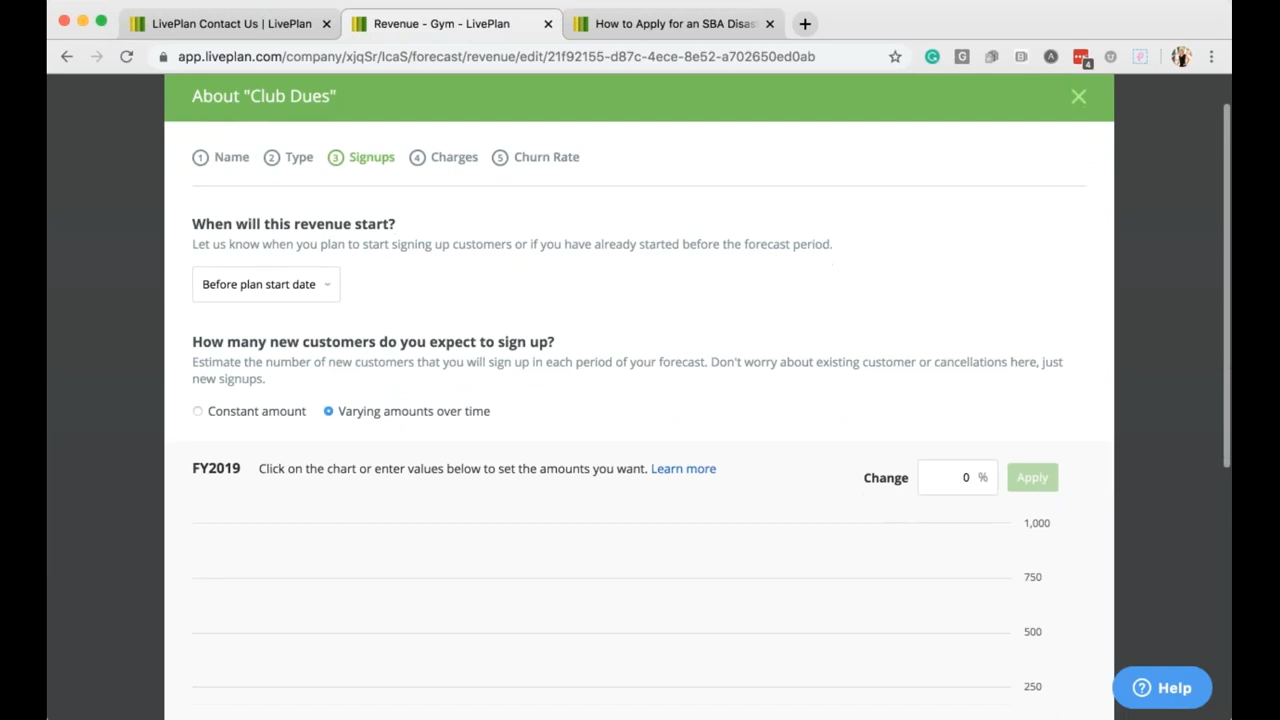 LivePlan Contact Us | LivePlan
Revenue - Gym - LivePlan
How to Apply for an SBA Disas
app.liveplan.com/company/xjqSr/IcaS/forecast/revenue/edit/21f92155-d87c-4ece-8e52-a702650ed0ab
4
About "Club Dues"
1 Name 2 Type 3 Signups 4 Charges 5 Churn Rate
When will this revenue start?
Let us know when you plan to start signing up customers or if you have already started before the forecast period.
Before plan start date
How many new customers do you expect to sign up?
Estimate the number of new customers that you will sign up in each period of your forecast. Don't worry about existing customer or cancellations here, just
new signups.
Constant amount Varying amounts over time
FY2019 Click on the chart or enter values below to set the amounts you want. Learn more
Change 0 % Apply
1,000
750
500
250
? Help